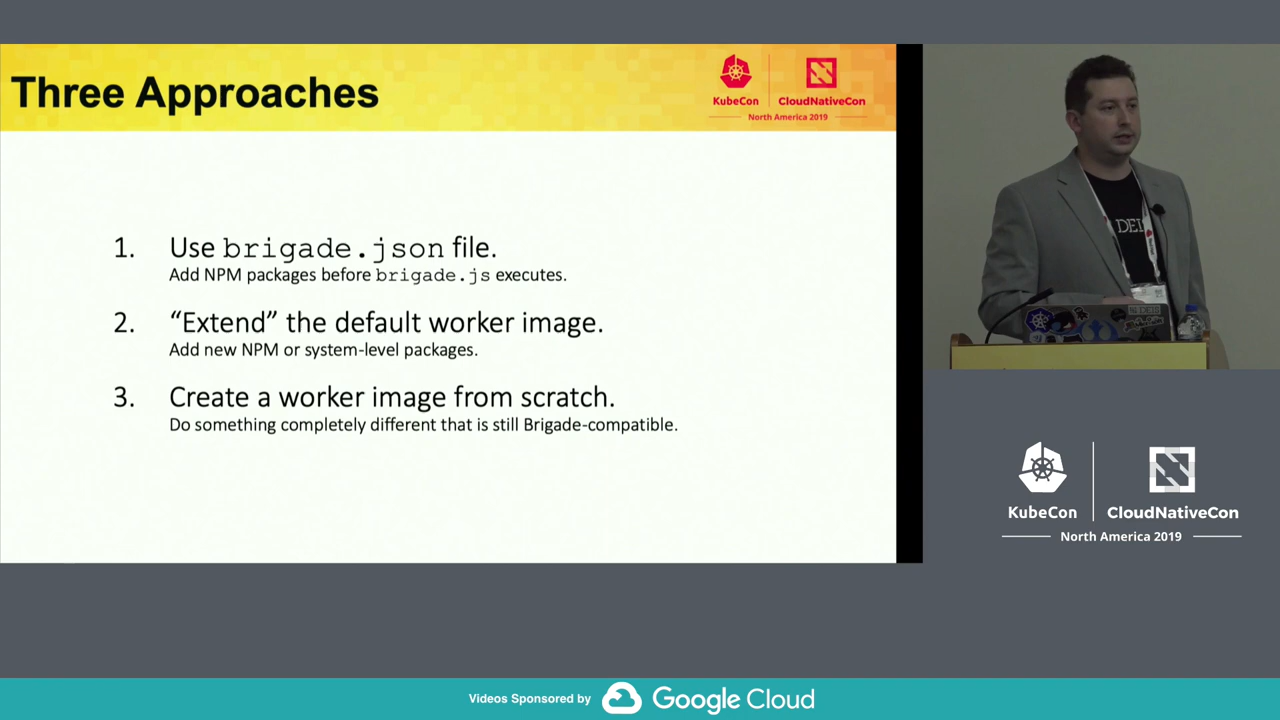 Three Approaches
KubeCon
CloudNativeCon
North America 2019
1. Use brigade.json file.
Add NPM packages before brigade.js executes.
2. “Extend” the default worker image.
Add new NPM or system-level packages.
3. Create a worker image from scratch.
Do something completely different that is still Brigade-compatible.
DEI
KubeCon
CloudNativeCon
North America 2019
Videos Sponsored by
Google Cloud